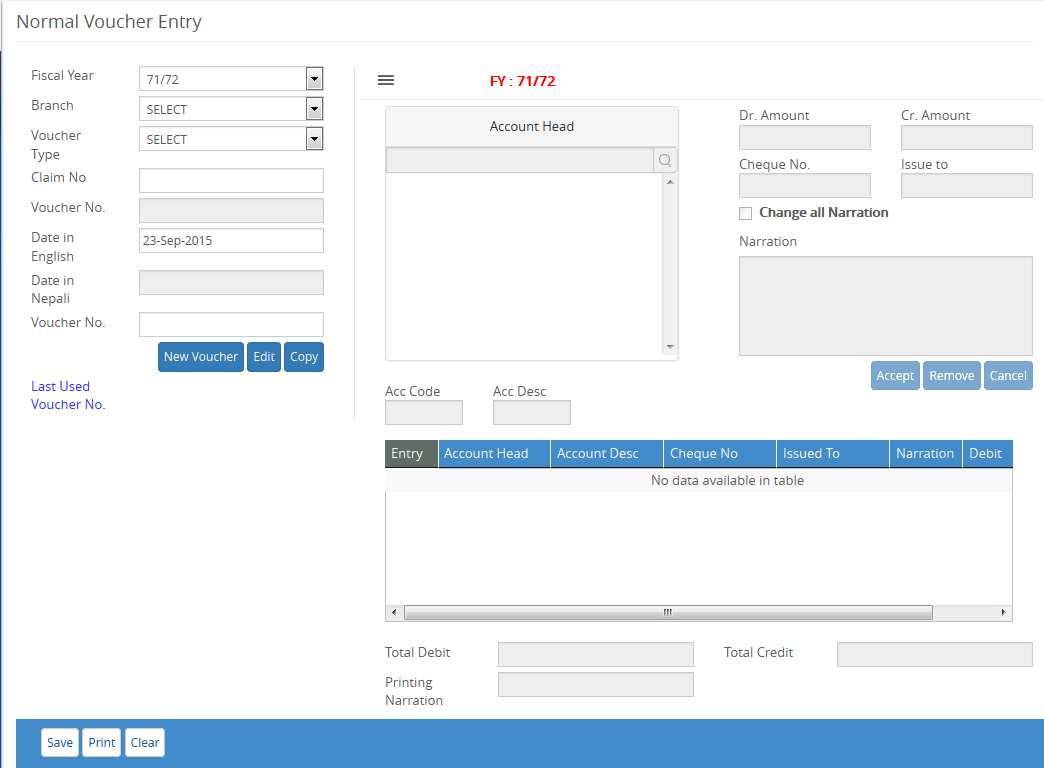 Normal Voucher Entry
Fiscal Year
71/72
Branch
SELECT
Voucher
Type
SELECT
Claim No
Voucher No.
Date in
English
23-Sep-2015
Date in
Nepali
Voucher No.
New Voucher Edit Copy
Last Used
Voucher No.
FY : 71/72
Account Head
Dr. Amount Cr. Amount
Cheque No. Issue to
Change all Narration
Narration
Accept Remove Cancel
Acc Code Acc Desc
Entry Account Head Account Desc Cheque No Issued To Narration Debit
No data available in table
Total Debit Total Credit
Printing
Narration
Save Print Clear